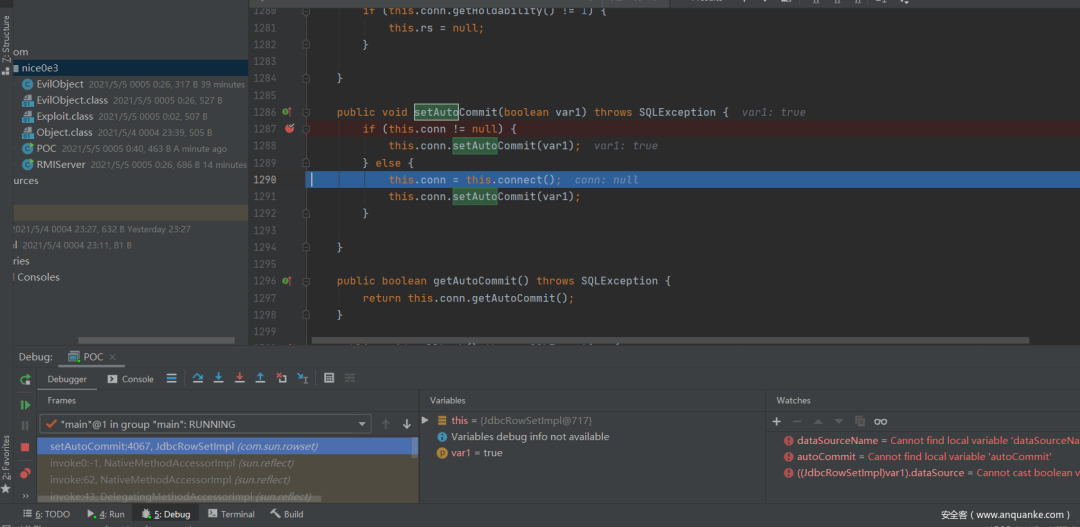 1280 if (this.conn.getHoldability() != 1) {
1281 this.rs = null;
1282 }
1283
1284 }
1285
1286 public void setAutoCommit(boolean var1) throws SQLException { var1: true
1287 if (this.conn != null) {
1288 this.conn.setAutoCommit(var1); var1: true
1289 } else {
1290 this.conn = this.connect(); conn: null
1291 this.conn.setAutoCommit(var1);
1292 }
1293
1294 }
1295
1296 public boolean getAutoCommit() throws SQLException {
1297 return this.conn.getAutoCommit();
1298 }
1299
Z: Structure
om
nice0e3
EvilObject 2021/5/5 0005 0:26, 317 B 39 minutes
EvilObject.class 2021/5/5 0005 0:26, 527 B
Exploit.class 2021/5/5 0005 0:02, 507 B
Object.class 2021/5/4 0004 23:39, 505 B
POC 2021/5/5 0005 0:40, 463 B A minute ago
RMIServer 2021/5/5 0005 0:26, 686 B 14 minutes
ources
2021/5/4 0004 23:27, 632 B Yesterday 23:27
l 2021/5/4 0004 23:11, 81 B
ries
Consoles
2: Favorites
Debug: POC
Debugger Console
Frames
"main"@1 in group "main": RUNNING
setAutoCommit:4067, JdbcRowSetImpl (com.sun.rowset)
invoke0:-1, NativeMethodAccessorImpl (sun.reflect)
invoke:62, NativeMethodAccessorImpl (sun.reflect)
invoke:43, DelegatingMethodAccessorImpl (sun.reflect)
Variables
this = {JdbcRowSetImpl@717}
Variables debug info not available
var1 = true
Watches
dataSourceName = Cannot find local variable 'dataSourceNa
autoCommit = Cannot find local variable 'autoCommit'
((JdbcRowSetImpl)var1).dataSource = Cannot cast boolean v
6: TODO 4: Run 5: Debug Terminal Build
安全客（www.anquanke.com）